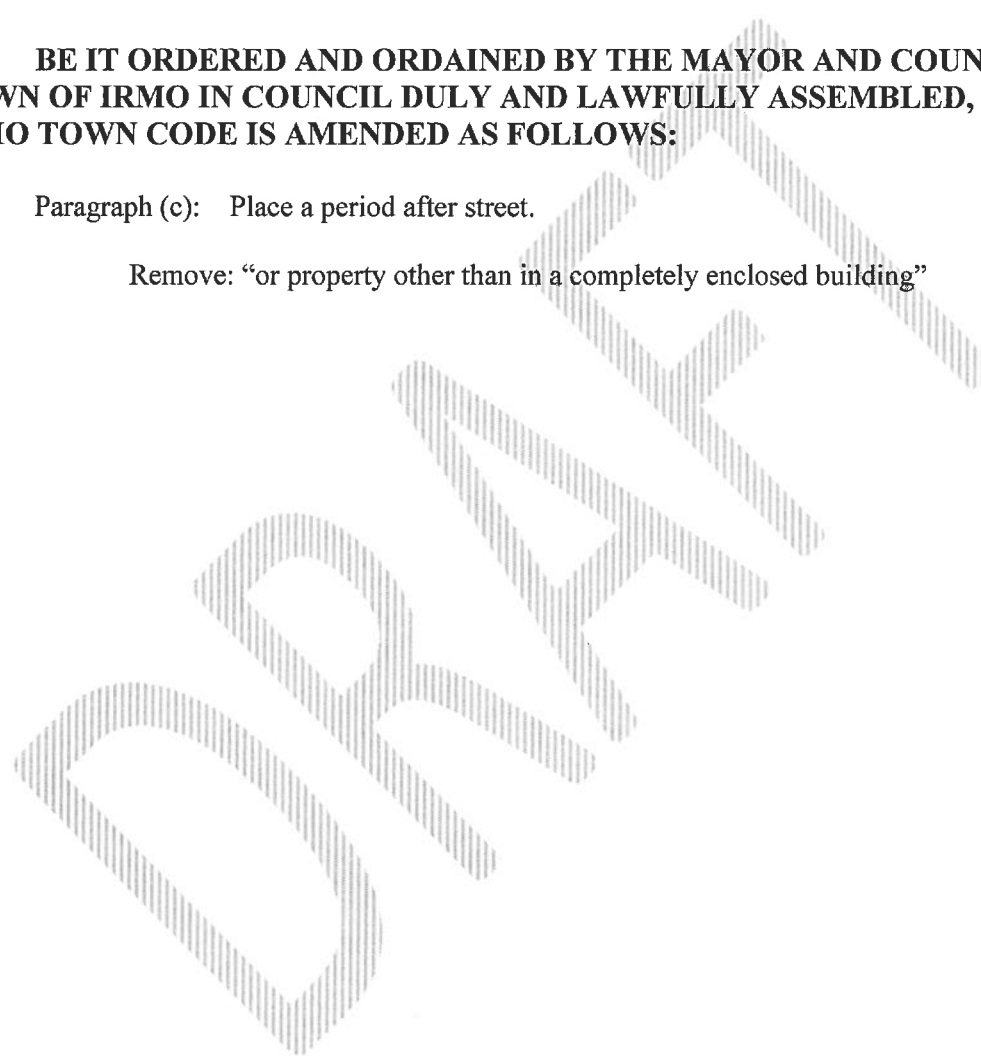 BE IT ORDERED AND ORDAINED BY THE MAYOR AND COUN
WN OF IRMO IN COUNCIL DULY AND LAWFULLY ASSEMBLED,
IO TOWN CODE IS AMENDED AS FOLLOWS:
Paragraph (c): Place a period after street.
Remove: “or property other than in a completely enclosed building”
DRAFT